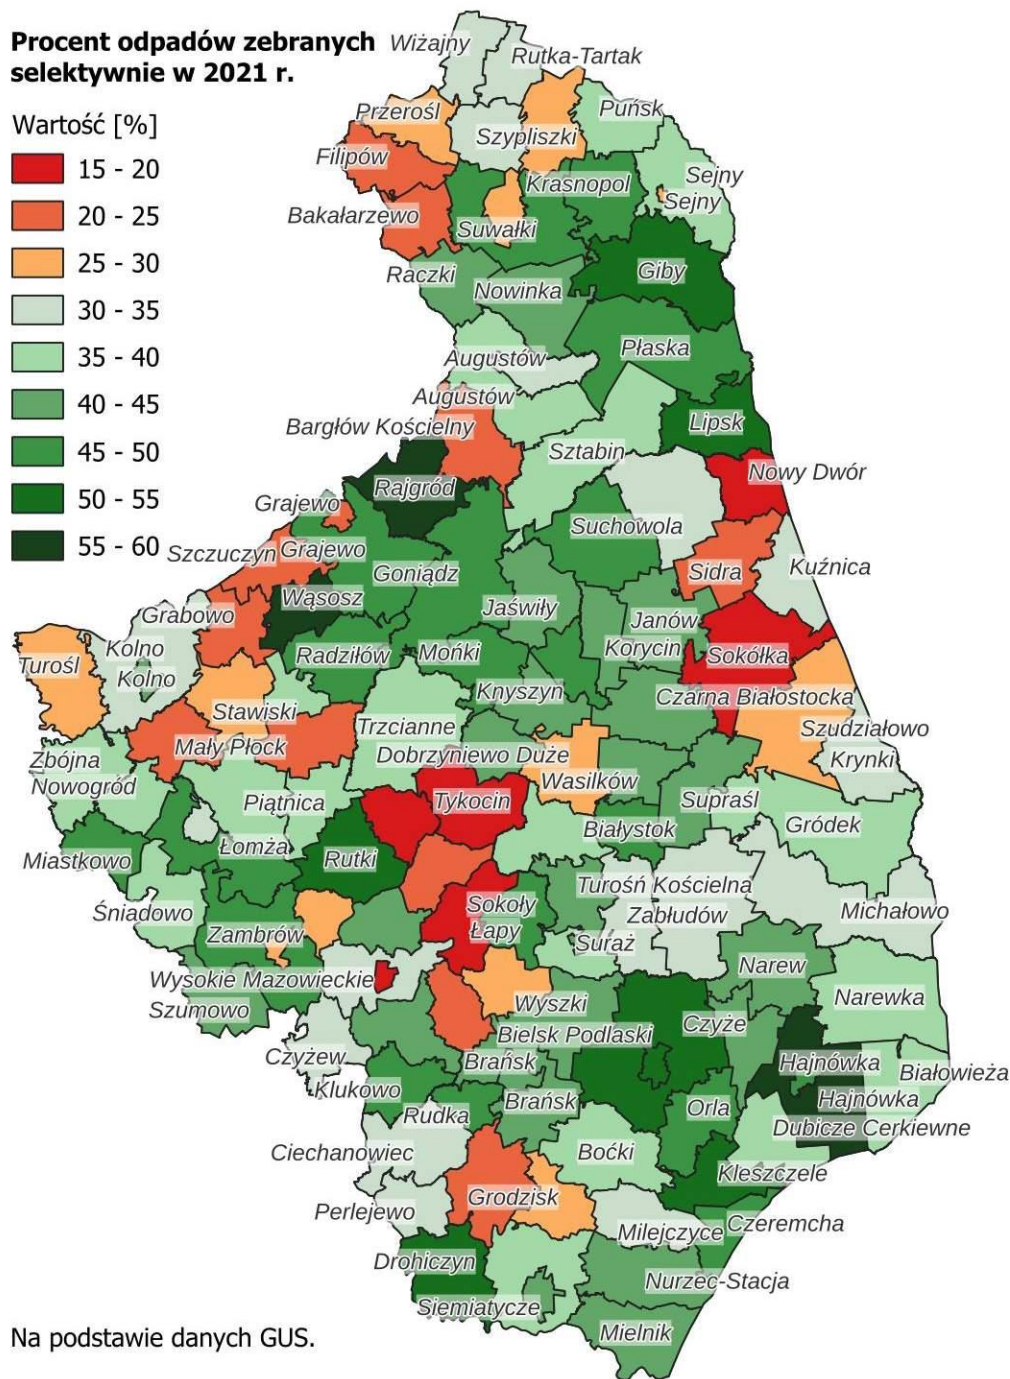 Procent odpadów zebranych
selektywnie w 2021 r.
Wartość [%]
15 - 20
20 - 25
25 - 30
30 - 35
35 - 40
40 - 45
45 - 50
50 - 55
55 - 60
Wiżajny
Rutka-Tartak
Przerośl
Szypliszki
Puńsk
Filipów
Krasnopol
Sejny
Sejny
Bakałarzewo
Suwałki
Raczki
Nowinka
Giby
Augustów
Płaska
Augustów
Bargłów Kościelny
Lipsk
Sztabin
Rajgród
Nowy Dwór
Grajewo
Suchowola
Szczuczyn
Grajewo
Goniądz
Sidra
Kuźnica
Wąsosz
Grabowo
Jaświły
Janów
Kolno
Kolno
Radziłów
Mońki
Korycin
Sokółka
Turośl
Knyszyn
Czarna Białostocka
Stawiski
Trzcianne
Szudziałowo
Mały Płock
Dobrzyniewo Duże
Krynki
Zbójna
Wasilków
Nowogród
Piątnica
Tykocin
Supraśl
Gródek
Białystok
Miastkowo
Łomża
Rutki
Turośń Kościelna
Śniadowo
Sokoły
Zabłudów
Michałowo
Zambrów
Łapy
Suraż
Narew
Wysokie Mazowieckie
Szumowo
Wyszki
Narewka
Bielsk Podlaski
Czyże
Czyżew
Brańsk
Hajnówka
Białowieża
Klukowo
Brańsk
Hajnówka
Rudka
Orla
Dubicze Cerkiewne
Ciechanowiec
Boćki
Kleszczele
Perlejewo
Grodzisk
Milejczyce
Czeremcha
Drohiczyn
Nurzec-Stacja
Siemiatycze
Mielnik
Na podstawie danych GUS.